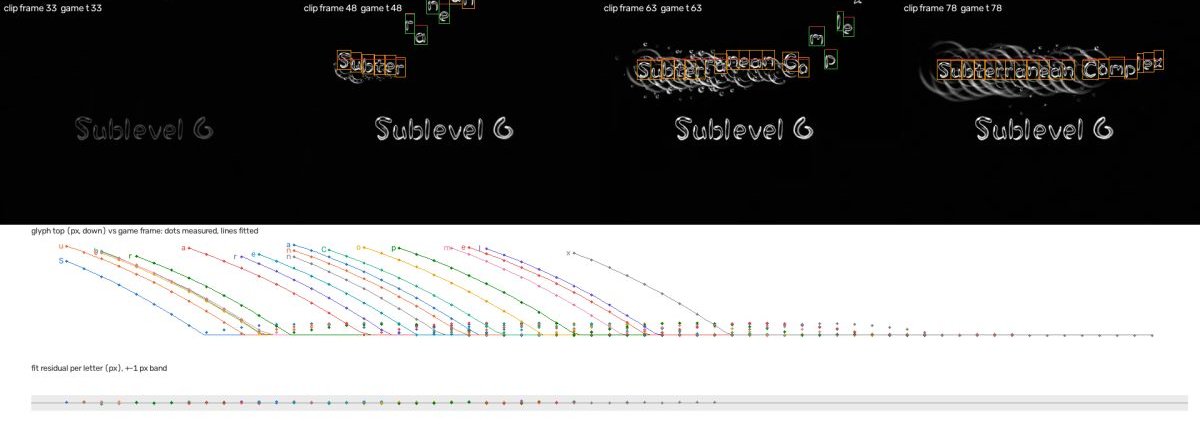 clip frame 33 game t 33
clip frame 48 game t 48
clip frame 63 game t 63
clip frame 78 game t 78
Subter
r
a
n
e
Subterranean Co
m
p
l
e
Subterranean Complex
Sublevel 6
Sublevel 6
Sublevel 6
Sublevel 6
glyph top (px, down) vs game frame: dots measured, lines fitted
S u b r a r e a n n C o p m e l x
fit residual per letter (px), +-1 px band